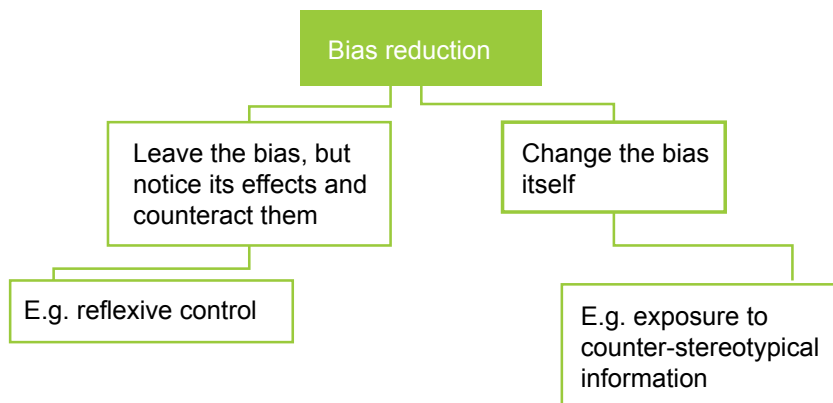 Bias reduction
Leave the bias, but
notice its effects and
counteract them
Change the bias
itself
E.g. reflexive control
E.g. exposure to
counter-stereotypical
information